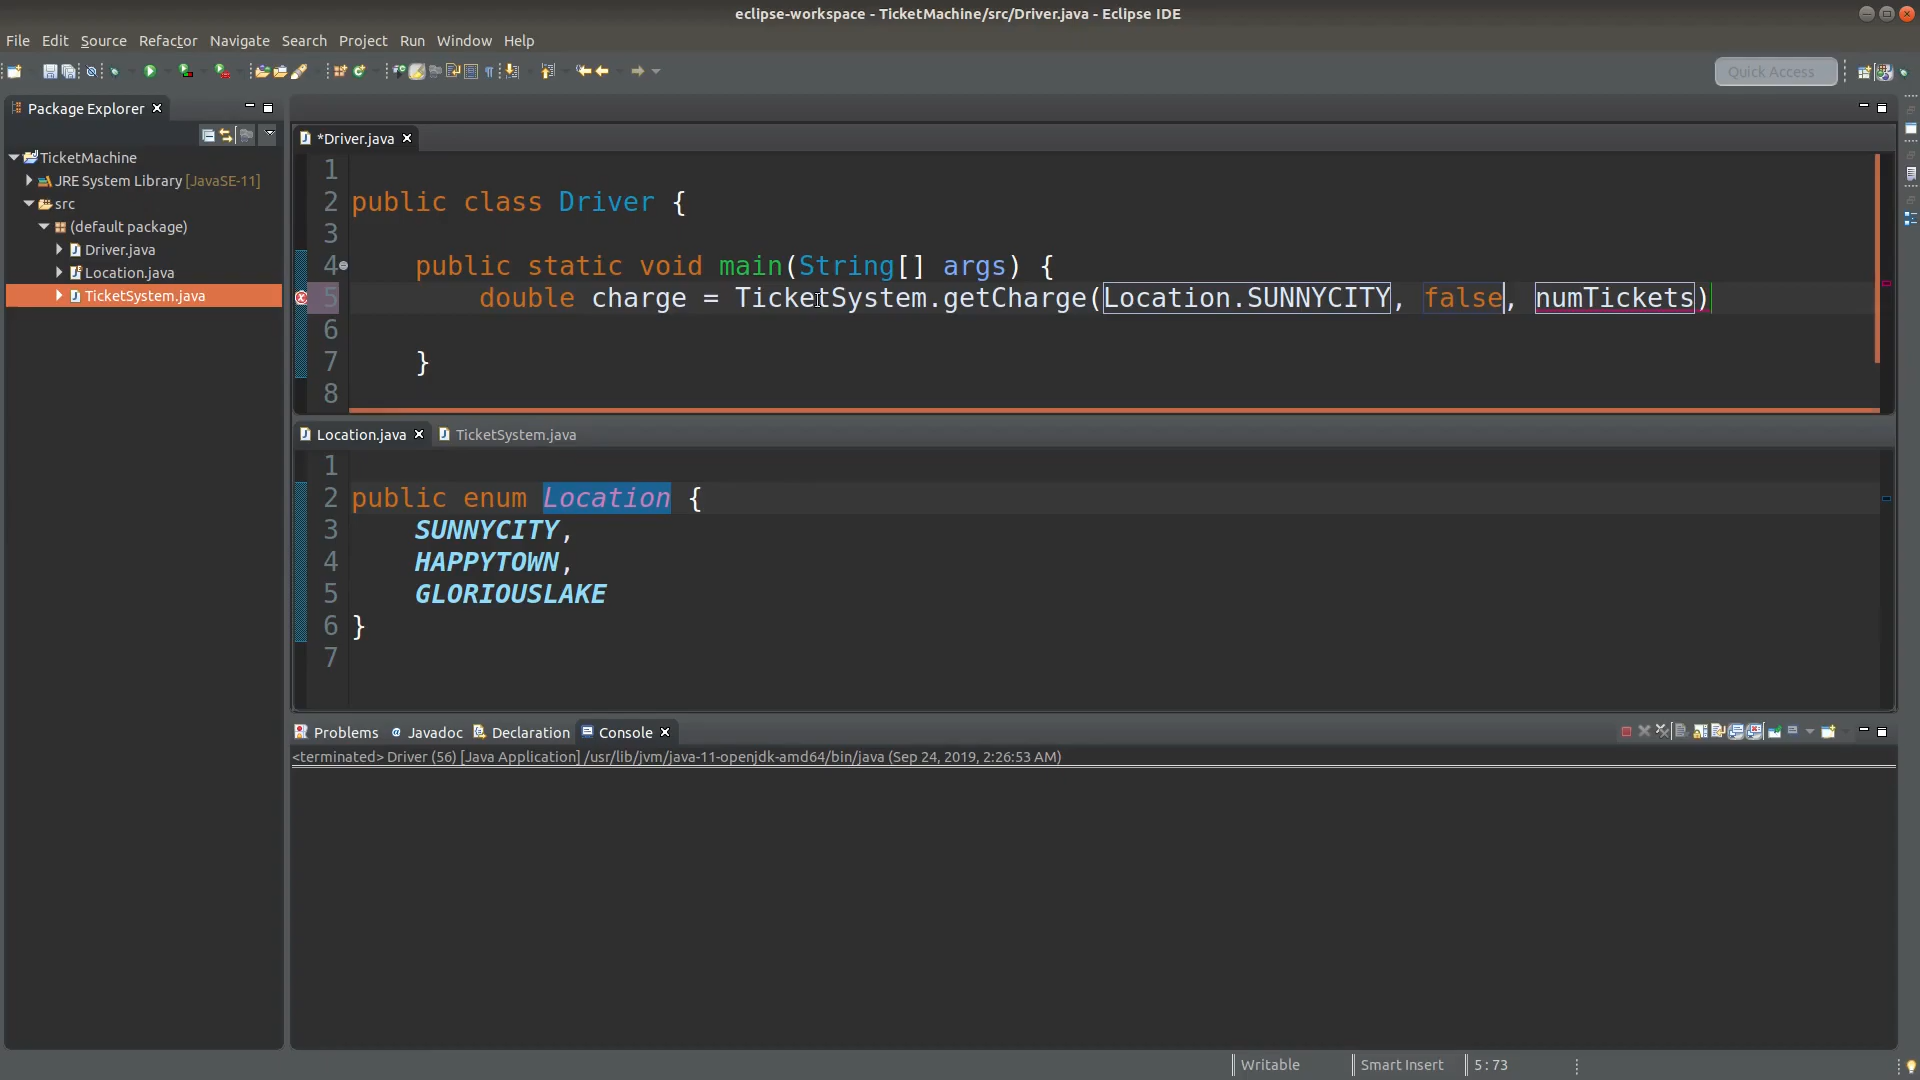 eclipse-workspace - TicketMachine/src/Driver.java - Eclipse IDE
File Edit Source Refactor Navigate Search Project Run Window Help
Quick Access
Package Explorer
TicketMachine
JRE System Library [JavaSE-11]
src
(default package)
Driver.java
Location.java
TicketSystem.java
*Driver.java
1
2 public class Driver {
3
4 public static void main(String[] args) {
5 double charge = TicketSystem.getCharge(Location.SUNNYCITY, false, numTickets)
6
7 }
8
Location.java TicketSystem.java
1
2 public enum Location {
3 SUNNYCITY,
4 HAPPYTOWN,
5 GLORIOUSLAKE
6 }
7
Problems Javadoc Declaration Console
<terminated> Driver (56) [Java Application] /usr/lib/jvm/java-11-openjdk-amd64/bin/java (Sep 24, 2019, 2:26:53 AM)
Writable Smart Insert 5 : 73